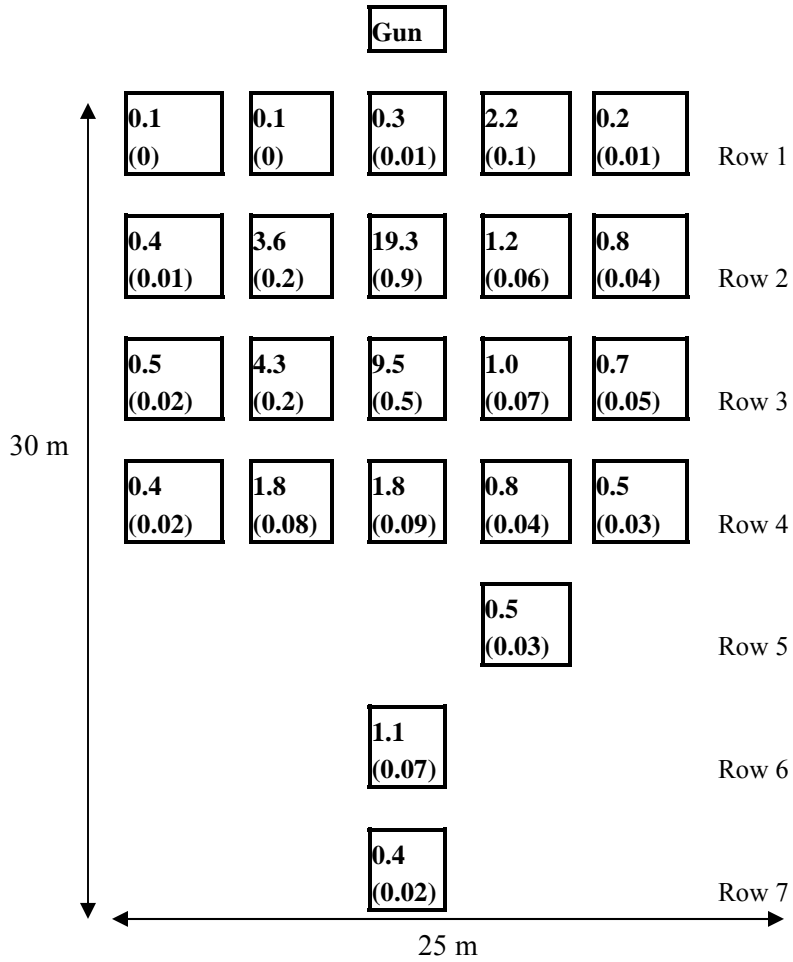 Gun
0.1 0.1 0.3 2.2 0.2
(0) (0) (0.01) (0.1) (0.01) Row 1
0.4 3.6 19.3 1.2 0.8
(0.01) (0.2) (0.9) (0.06) (0.04) Row 2
0.5 4.3 9.5 1.0 0.7
(0.02) (0.2) (0.5) (0.07) (0.05) Row 3
30 m
0.4 1.8 1.8 0.8 0.5
(0.02) (0.08) (0.09) (0.04) (0.03) Row 4
0.5
(0.03) Row 5
1.1
(0.07) Row 6
0.4
(0.02) Row 7
25 m